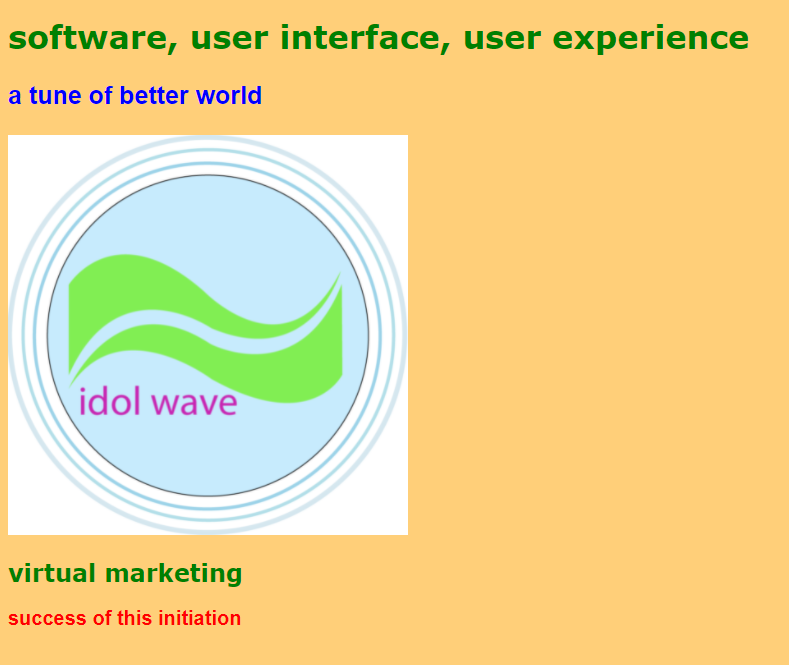 software, user interface, user experience
a tune of better world
idol wave
virtual marketing
success of this initiation